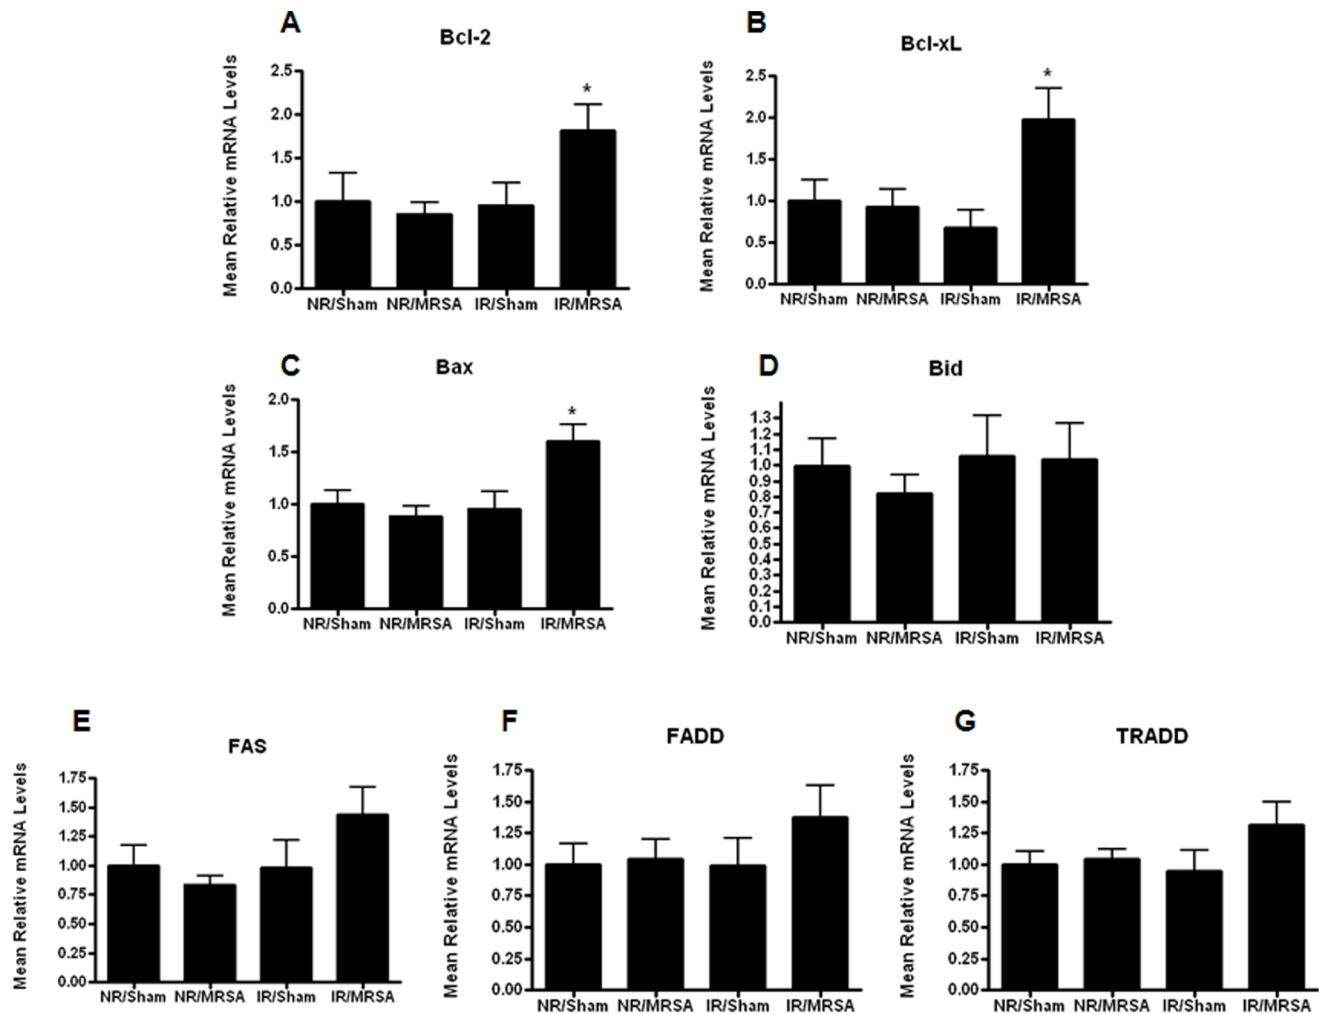 A
Bcl-2
Mean Relative mRNA Levels
2.5
2.0
1.5
1.0
0.5
0.0
*
NR/Sham NR/MRSA IR/Sham IR/MRSA
B
Bcl-xL
Mean Relative mRNA Levels
2.5
2.0
1.5
1.0
0.5
0.0
*
NR/Sham NR/MRSA IR/Sham IR/MRSA
C
Bax
Mean Relative mRNA Levels
2.0
1.5
1.0
0.5
0.0
*
NR/Sham NR/MRSA IR/Sham IR/MRSA
D
Bid
Mean Relative mRNA Levels
1.3
1.2
1.1
1.0
0.9
0.8
0.7
0.6
0.5
0.4
0.3
0.2
0.1
0.0
NR/Sham NR/MRSA IR/Sham IR/MRSA
E
FAS
Mean Relative mRNA Levels
1.75
1.50
1.25
1.00
0.75
0.50
0.25
0.00
NR/Sham NR/MRSA IR/Sham IR/MRSA
F
FADD
Mean Relative mRNA Levels
1.75
1.50
1.25
1.00
0.75
0.50
0.25
0.00
NR/Sham NR/MRSA IR/Sham IR/MRSA
G
TRADD
Mean Relative mRNA Levels
1.75
1.50
1.25
1.00
0.75
0.50
0.25
0.00
NR/Sham NR/MRSA IR/Sham IR/MRSA